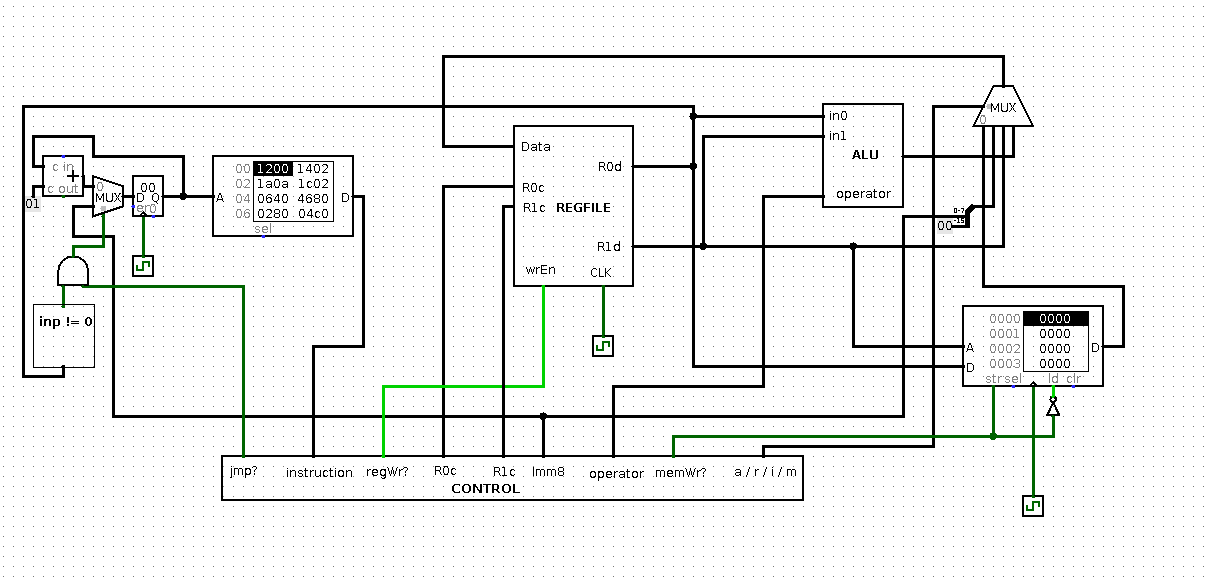 MUX
0
Data
R0c
R1c
REGFILE
R0d
R1d
wrEn
CLK
in0
in1
ALU
operator
0-7
-15
00
c in
+
c out
01
0
MUX
00
D Q
en 0
A
00 1200 1402
02 1a0a 1c02
04 0640 4680
06 0280 04c0
sel
D
inp != 0
A
D
0000 0000
0001 0000
0002 0000
0003 0000
D
str sel ld clr
jmp?
instruction
regWr?
R0c
R1c
Imm8
operator
memWr?
a / r / i / m
CONTROL